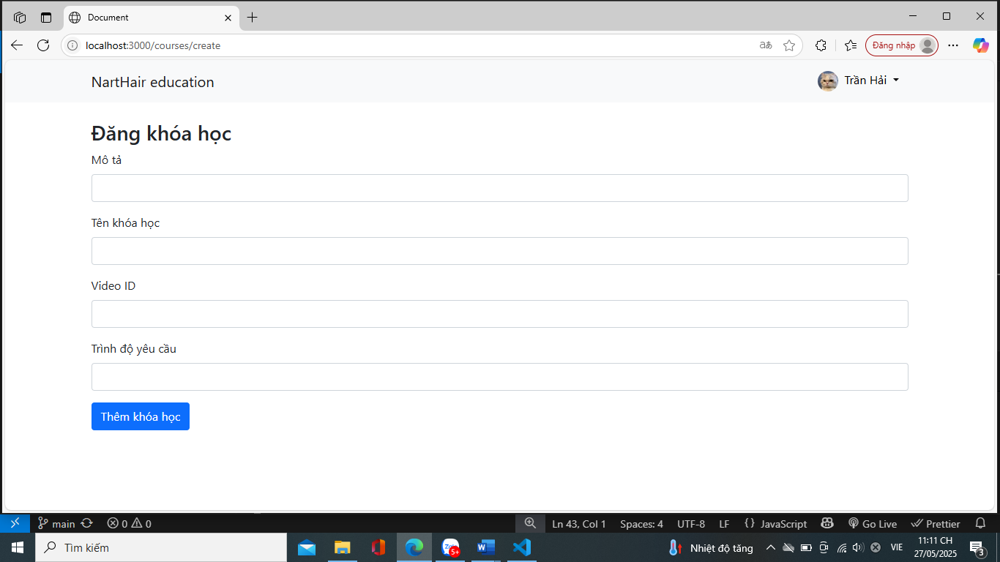 Document
localhost:3000/courses/create
Đăng nhập
NartHair education
Trần Hải
Đăng khóa học
Mô tả
Tên khóa học
Video ID
Trình độ yêu cầu
Thêm khóa học
main
0 0
Ln 43, Col 1
Spaces: 4
UTF-8
LF
{} JavaScript
Go Live
Prettier
Tìm kiếm
5+
Nhiệt độ tăng
VIE
11:11 CH
27/05/2025
3